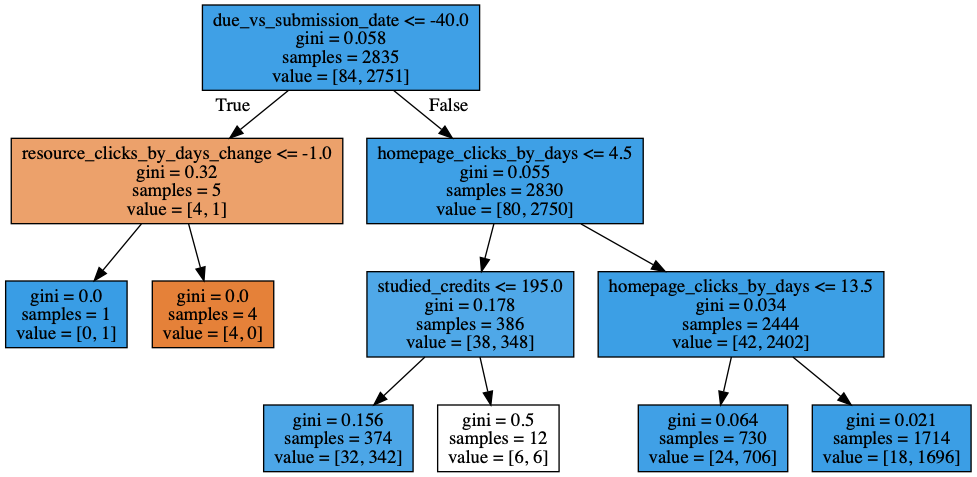 due_vs_submission_date <= -40.0
gini = 0.058
samples = 2835
value = [84, 2751]
True
False
resource_clicks_by_days_change <= -1.0
gini = 0.32
samples = 5
value = [4, 1]
homepage_clicks_by_days <= 4.5
gini = 0.055
samples = 2830
value = [80, 2750]
gini = 0.0
samples = 1
value = [0, 1]
gini = 0.0
samples = 4
value = [4, 0]
studied_credits <= 195.0
gini = 0.178
samples = 386
value = [38, 348]
homepage_clicks_by_days <= 13.5
gini = 0.034
samples = 2444
value = [42, 2402]
gini = 0.156
samples = 374
value = [32, 342]
gini = 0.5
samples = 12
value = [6, 6]
gini = 0.064
samples = 730
value = [24, 706]
gini = 0.021
samples = 1714
value = [18, 1696]